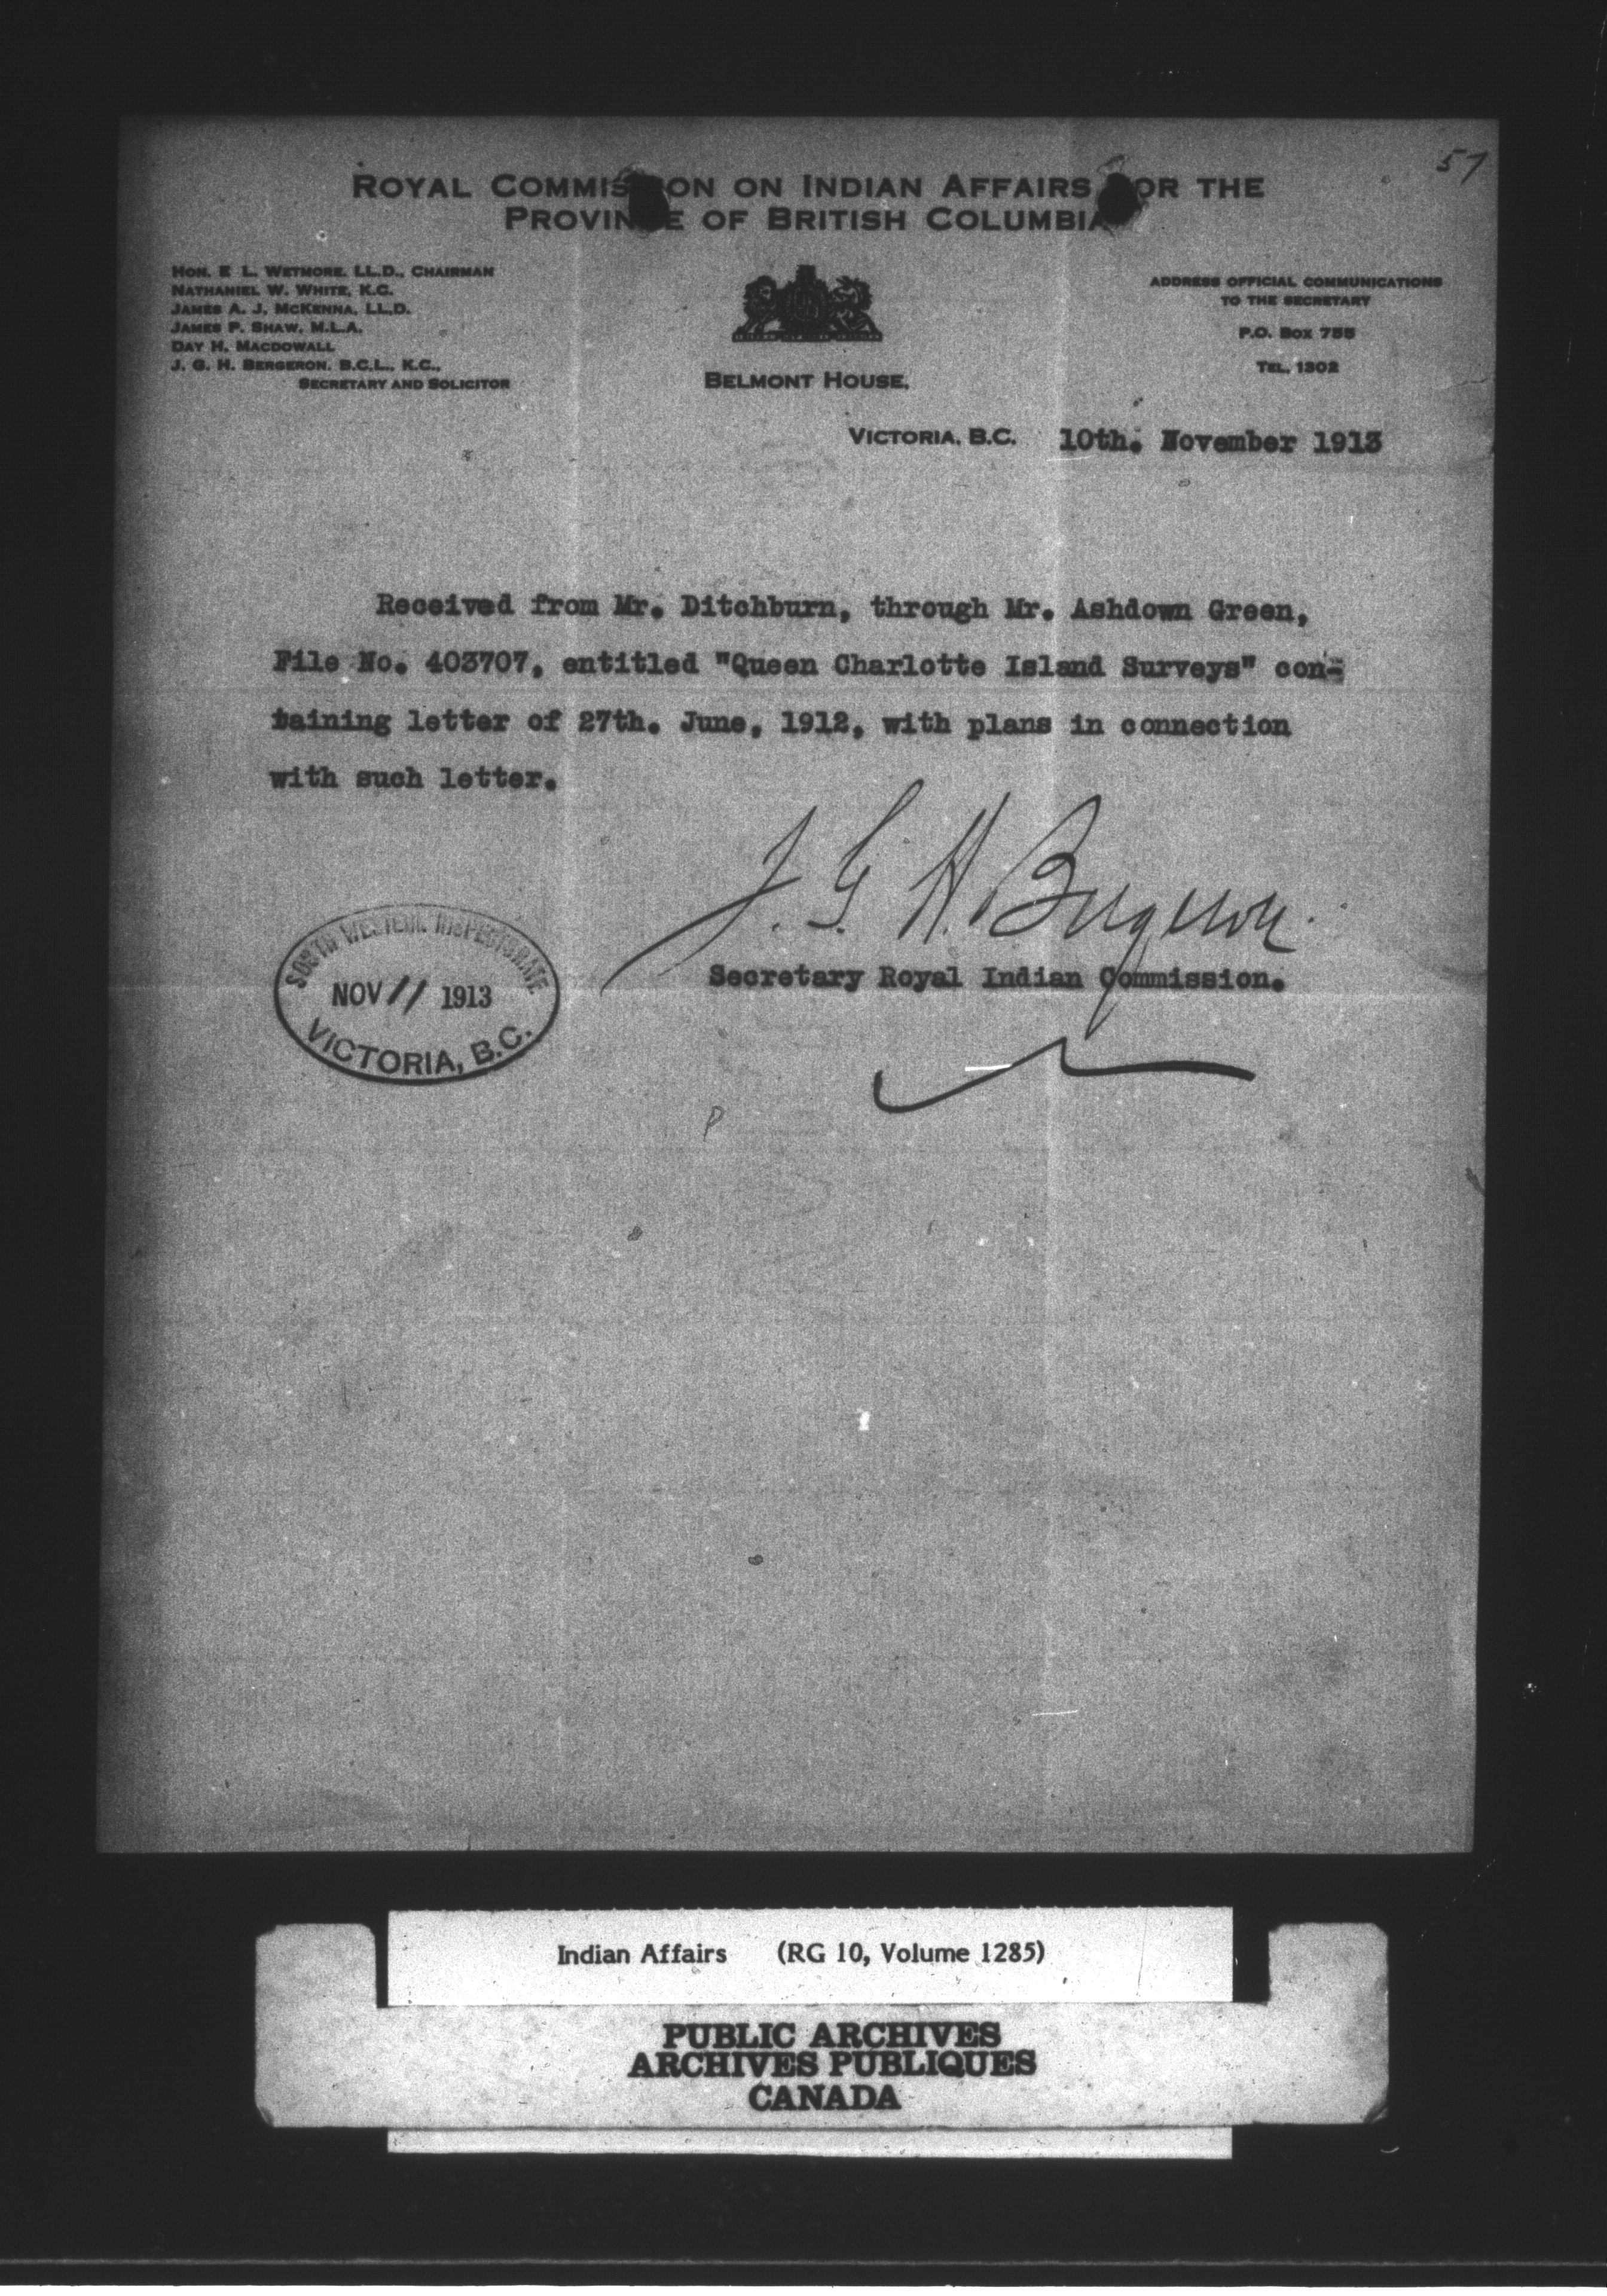 57
ROYAL COMMISSION ON INDIAN AFFAIRS FOR THE
PROVINCE OF BRITISH COLUMBIA
HON. E L. WETMORE, LL.D., CHAIRMAN
NATHANIEL W. WHITE, K.C.
JAMES A. J. MCKENNA, LL.D.
JAMES P. SHAW, M.L.A.
DAY H. MACDOWALL
J. G. H. BERGERON, B.C.L., K.C.,
SECRETARY AND SOLICITOR
ADDRESS OFFICIAL COMMUNICATIONS
TO THE SECRETARY
P.O. BOX 755
TEL. 1302
BELMONT HOUSE,
VICTORIA, B.C. 10th. November 1913
Received from Mr. Ditchburn, through Mr. Ashdown Green,
File No. 403707, entitled "Queen Charlotte Island Surveys" con-
taining letter of 27th. June, 1912, with plans in connection
with such letter.
J. G. H. Bergeron.
Secretary Royal Indian Commission.
SOUTH WESTERN INSPECTORATE
NOV 11 1913
VICTORIA, B.C.
P
Indian Affairs (RG 10, Volume 1285)
PUBLIC ARCHIVES
ARCHIVES PUBLIQUES
CANADA